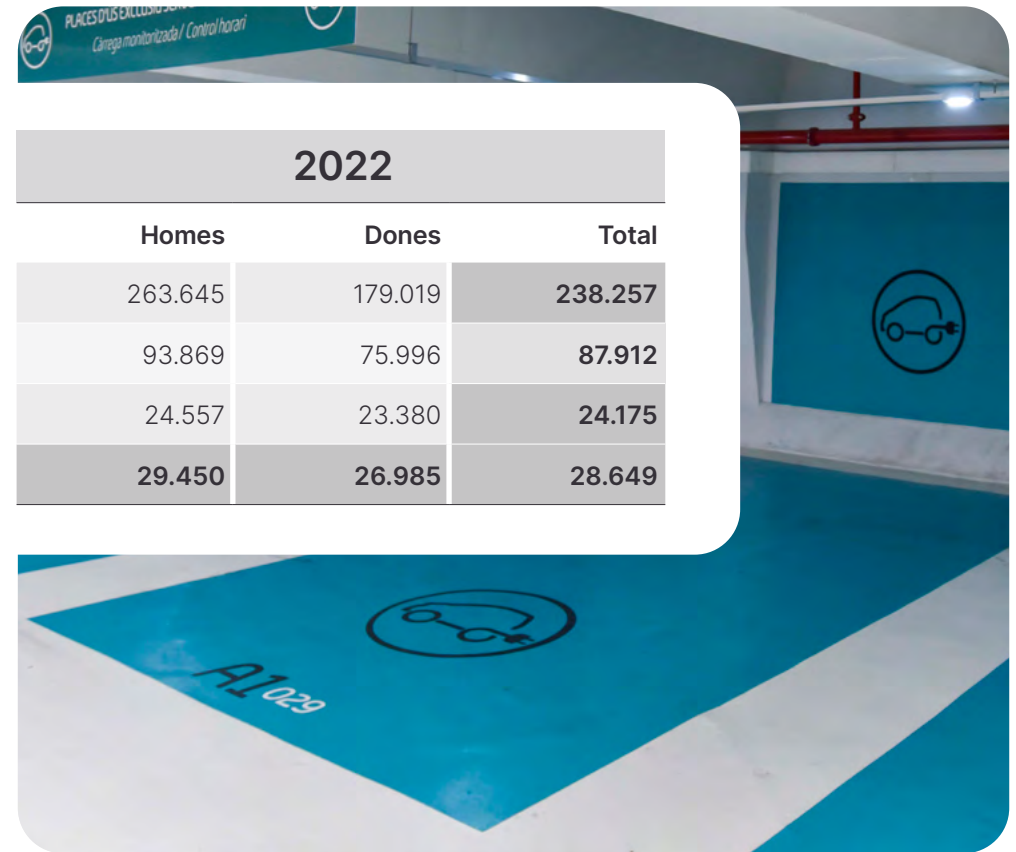 PLACES D'ÚS EXCLUSIU
Càrrega monitoritzada / Control horari
2022
Homes Dones Total
263.645 179.019 238.257
93.869 75.996 87.912
24.557 23.380 24.175
29.450 26.985 28.649
A1 029